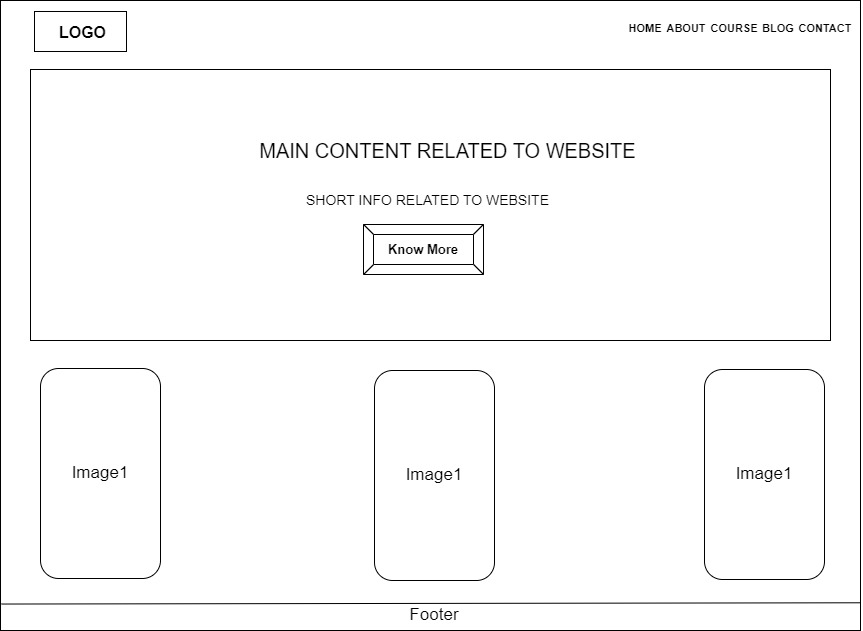 LOGO
HOME ABOUT COURSE BLOG CONTACT
MAIN CONTENT RELATED TO WEBSITE
SHORT INFO RELATED TO WEBSITE
Know More
Image1
Image1
Image1
Footer